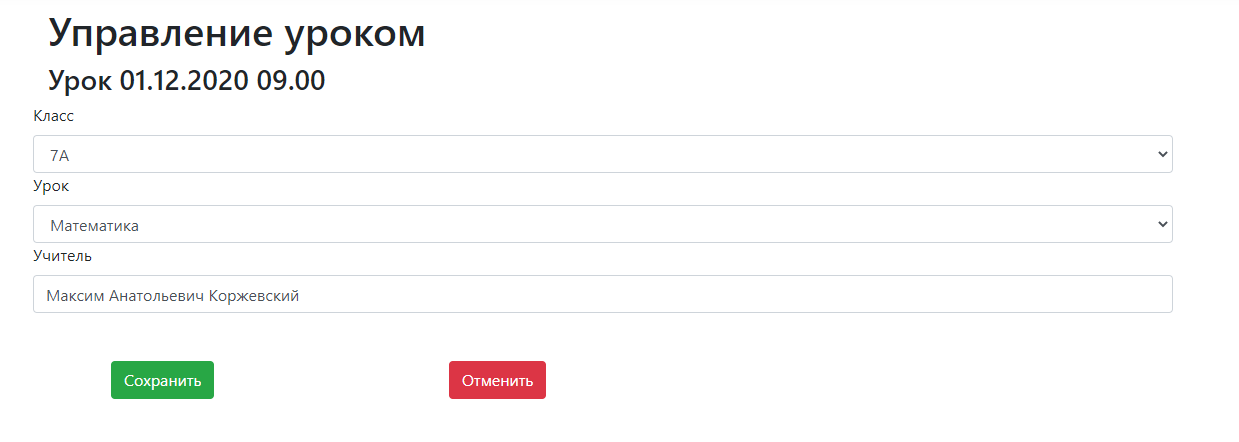 Управление уроком
Урок 01.12.2020 09.00
Класс
7А
Урок
Математика
Учитель
Максим Анатольевич Коржевский
Сохранить
Отменить